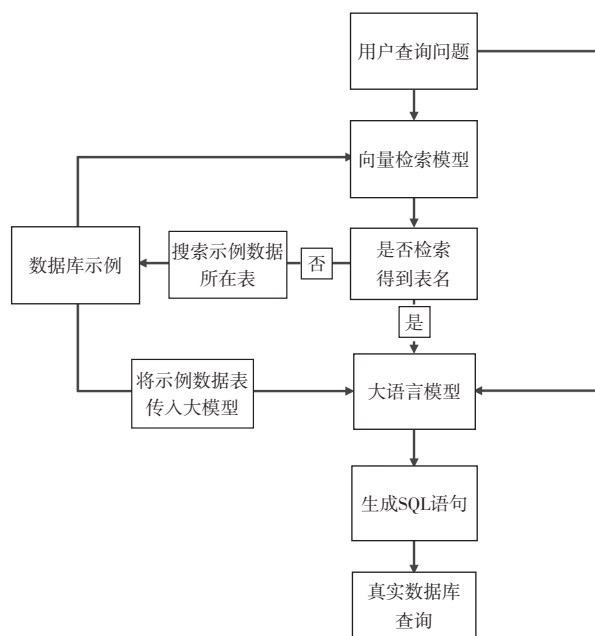 用户查询问题
向量检索模型
数据库示例
搜索示例数据
所在表
否
是否检索
得到表名
是
将示例数据表
传入大模型
大语言模型
生成SQL语句
真实数据库
查询